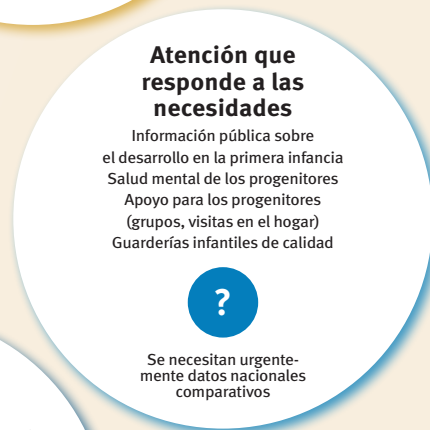 Atención que
responde a las
necesidades
Información pública sobre
el desarrollo en la primera infancia
Salud mental de los progenitores
Apoyo para los progenitores
(grupos, visitas en el hogar)
Guarderías infantiles de calidad
?
Se necesitan urgente-
mente datos nacionales
comparativos